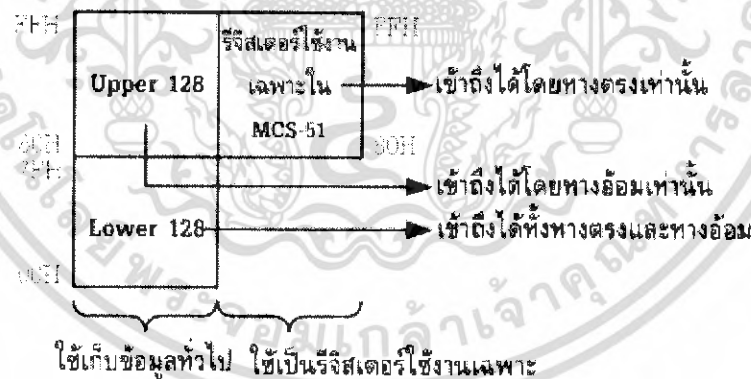 FFH
FFH
Upper 128
รีจิสเตอร์ใช้งาน
เฉพาะใน
MCS-51
เข้าถึงได้โดยทางตรงเท่านั้น
80H
80H
7FH
เข้าถึงได้โดยทางอ้อมเท่านั้น
Lower 128
เข้าถึงได้ทั้งทางตรงและทางอ้อม
00H
ใช้เก็บข้อมูลทั่วไป ใช้เป็นรีจิสเตอร์ใช้งานเฉพาะ